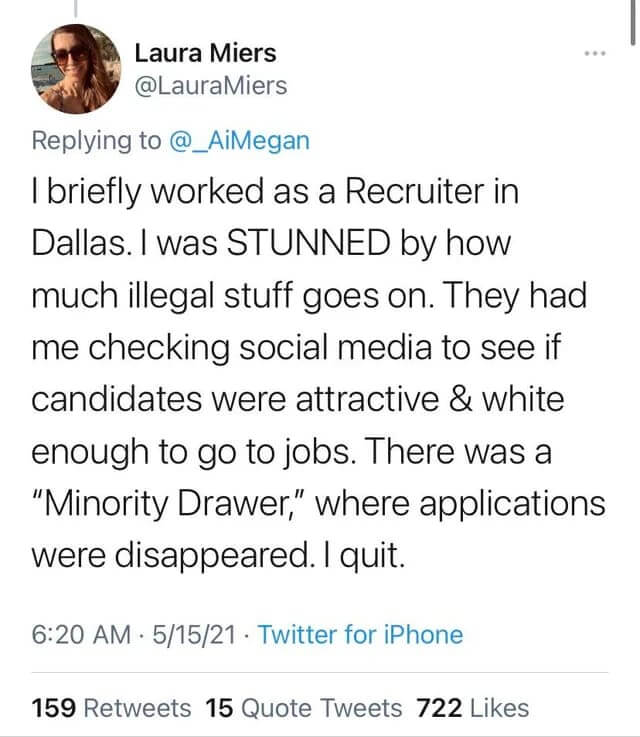 Laura Miers
@LauraMiers
Replying to @_AiMegan
I briefly worked as a Recruiter in
Dallas. I was STUNNED by how
much illegal stuff goes on. They had
me checking social media to see if
candidates were attractive & white
enough to go to jobs. There was a
“Minority Drawer,” where applications
were disappeared. I quit.
6:20 AM · 5/15/21 · Twitter for iPhone
159 Retweets 15 Quote Tweets 722 Likes